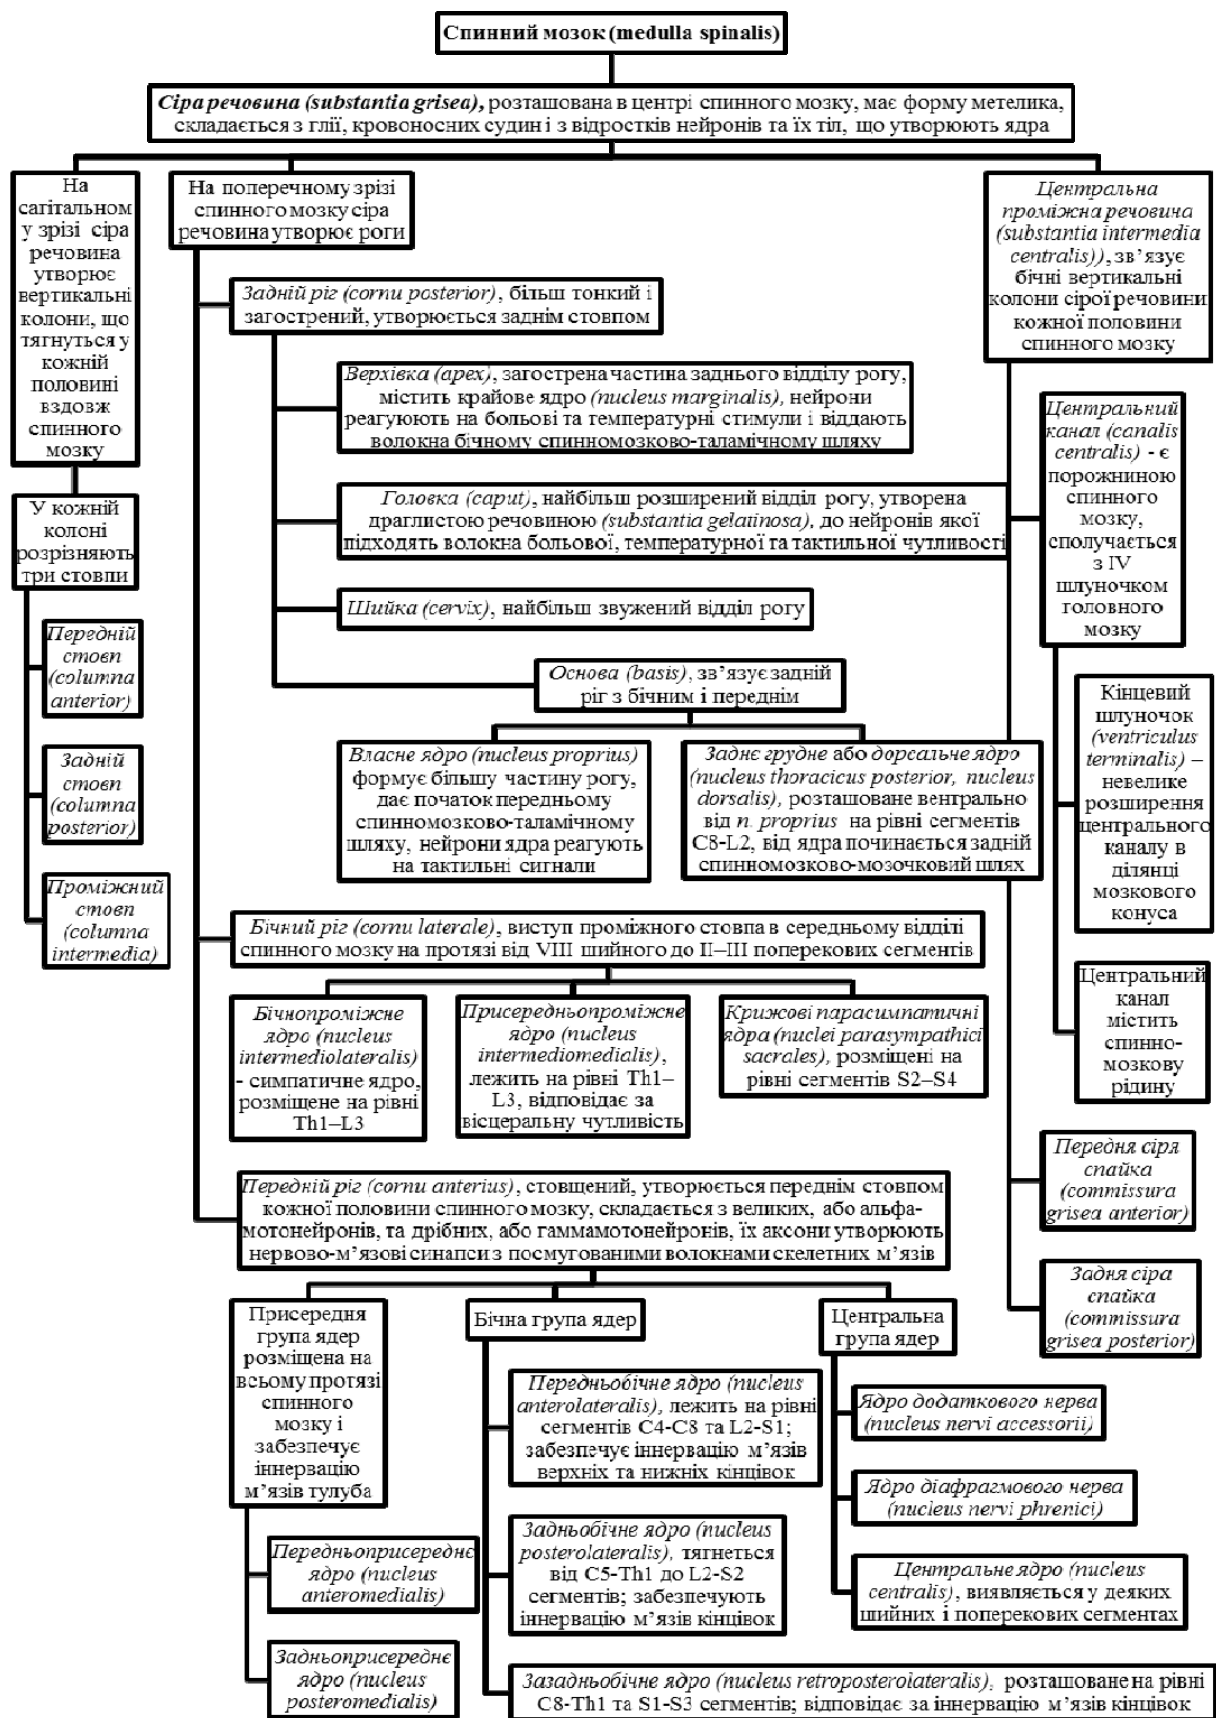 Спинний мозок (medulla spinalis)
Сіра речовина (substantia grisea), розташована в центрі спинного мозку, має форму метелика,
складається з глії, кровоносних судин і з відростків нейронів та їх тіл, що утворюють ядра
На
сагітальном
у зрізі сіра
речовина
утворює
вертикальні
колони, що
тягнуться у
кожній
половині
вздовж
спинного
мозку
У кожній
колоні
розрізняють
три стовпи
Передній
стовп
(columna
anterior)
Задній
стовп
(columna
posterior)
Проміжний
стовп
(columna
intermedia)
На поперечному зрізі
спинного мозку сіра
речовина утворює роги
Задній ріг (cornu posterior), більш тонкий і
загострений, утворюється заднім стовпом
Верхівка (apex), загострена частина заднього відділу рогу,
містить крайове ядро (nucleus marginalis), нейрони
реагують на больові та температурні стимули і віддають
волокна бічному спинномозково-таламічному шляху
Головка (caput), найбільш розширений відділ рогу, утворена
драглистою речовиною (substantia gelatinosa), до нейронів якої
підходять волокна больової, температурної та тактильної чутливості
Шийка (cervix), найбільш звужений відділ рогу
Основа (basis), зв’язує задній
ріг з бічним і переднім
Власне ядро (nucleus proprius)
формує більшу частину рогу,
дає початок передньому
спинномозково-таламічному
шляху, нейрони ядра реагують
на тактильні сигнали
Заднє грудне або дорсальне ядро
(nucleus thoracicus posterior, nucleus
dorsalis), розташоване вентрально
від n. proprius на рівні сегментів
C8-L2, від ядра починається задній
спинномозково-мозочковий шлях
Бічний ріг (cornu laterale), виступ проміжного стовпа в середньому відділі
спинного мозку на протязі від VIII шийного до II–III поперекових сегментів
Бічнопроміжне
ядро (nucleus
intermediolateralis)
- симпатичне ядро,
розміщене на рівні
Th1–L3
Присередньопроміжне
ядро (nucleus
intermediomedialis),
лежить на рівні Th1–
L3, відповідає за
вісцеральну чутливість
Крижові парасимпатичні
ядра (nuclei parasympathici
sacrales), розміщені на
рівні сегментів S2–S4
Передній ріг (cornu anterius), стовщений, утворюється переднім стовпом
кожної половини спинного мозку, складається з великих, або альфа-
мотонейронів, та дрібних, або гаммамотонейронів, їх аксони утворюють
нервово-м’язові синапси з посмугованими волокнами скелетних м’язів
Присередня
група ядер
розміщена на
всьому протязі
спинного
мозку і
забезпечує
іннервацію
м’язів тулуба
Передньоприсереднє
ядро (nucleus
anteromedialis)
Задньоприсереднє
ядро (nucleus
posteromedialis)
Бічна група ядер
Передньобічне ядро (nucleus
anterolateralis), лежить на рівні
сегментів C4-C8 та L2-S1;
забезпечує іннервацію м’язів
верхніх та нижніх кінцівок
Задньобічне ядро (nucleus
posterolateralis), тягнеться
від C5-Th1 до L2-S2
сегментів; забезпечують
іннервацію м’язів кінцівок
Зазадньобічне ядро (nucleus retroposterolateralis), розташоване на рівні
C8-Th1 та S1-S3 сегментів; відповідає за іннервацію м’язів кінцівок
Центральна
група ядер
Ядро додаткового нерва
(nucleus nervi accessorii)
Ядро діафрагмового нерва
(nucleus nervi phrenici)
Центральне ядро (nucleus
centralis), виявляється у деяких
шийних і поперекових сегментах
Центральна
проміжна речовина
(substantia intermedia
centralis)), зв’язує
бічні вертикальні
колони сірої речовини
кожної половини
спинного мозку
Центральний
канал (canalis
centralis) - є
порожниною
спинного
мозку,
сполучається
з IV
шлуночком
головного
мозку
Кінцевий
шлуночок
(ventriculus
terminalis) –
невелике
розширення
центрального
каналу в
ділянці
мозкового
конуса
Центральний
канал
містить
спинно-
мозкову
рідину
Передня сіря
спайка
(commissura
grisea anterior)
Задня сіра
спайка
(commissura
grisea posterior)